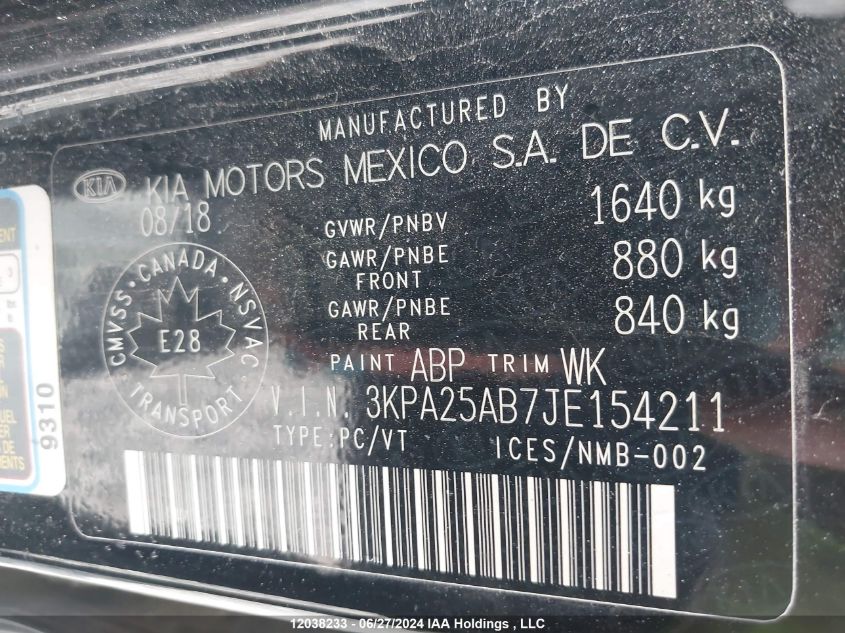 MANUFACTURED BY
KIA KIA MOTORS MEXICO S.A. DE C.V.
08/18
GVWR/PNBV 1640 kg
GAWR/PNBE FRONT 880 kg
GAWR/PNBE REAR 840 kg
CMVSS • CANADA • NSVAC
E28
TRANSPORT
PAINT ABP TRIM WK
V.I.N. 3KPA25AB7JE154211
TYPE:PC/VT ICES/NMB-002
9310
12038233 - 06/27/2024 IAA Holdings , LLC